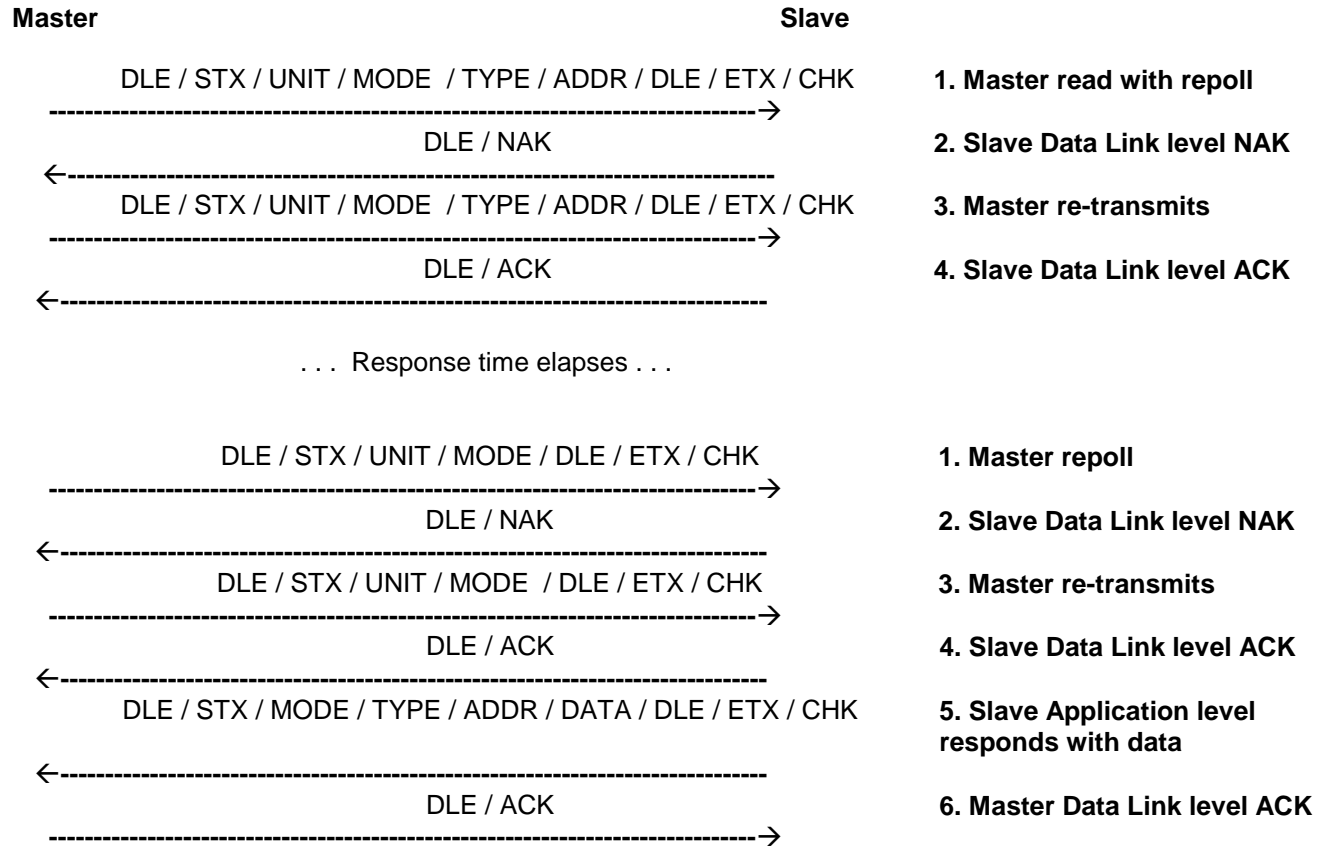 Master Slave
DLE / STX / UNIT / MODE / TYPE / ADDR / DLE / ETX / CHK 1. Master read with repoll
DLE / NAK 2. Slave Data Link level NAK
DLE / STX / UNIT / MODE / TYPE / ADDR / DLE / ETX / CHK 3. Master re-transmits
DLE / ACK 4. Slave Data Link level ACK
. . . Response time elapses . . .
DLE / STX / UNIT / MODE / DLE / ETX / CHK 1. Master repoll
DLE / NAK 2. Slave Data Link level NAK
DLE / STX / UNIT / MODE / DLE / ETX / CHK 3. Master re-transmits
DLE / ACK 4. Slave Data Link level ACK
DLE / STX / MODE / TYPE / ADDR / DATA / DLE / ETX / CHK 5. Slave Application level
responds with data
DLE / ACK 6. Master Data Link level ACK